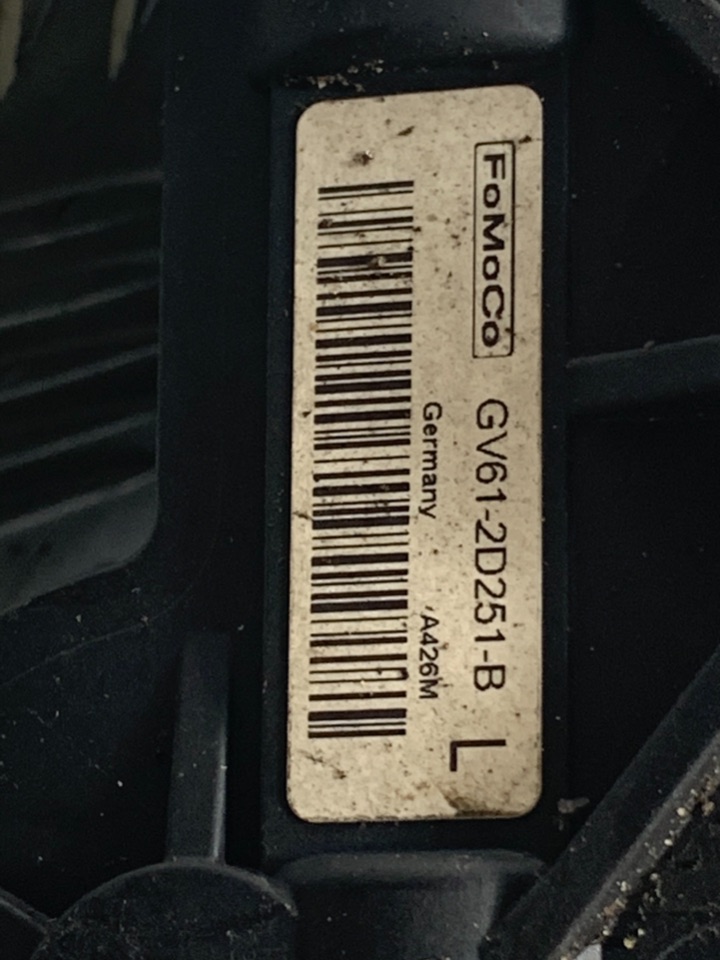 FoMoCo GV61-2D251-B L
Germany 'A426M